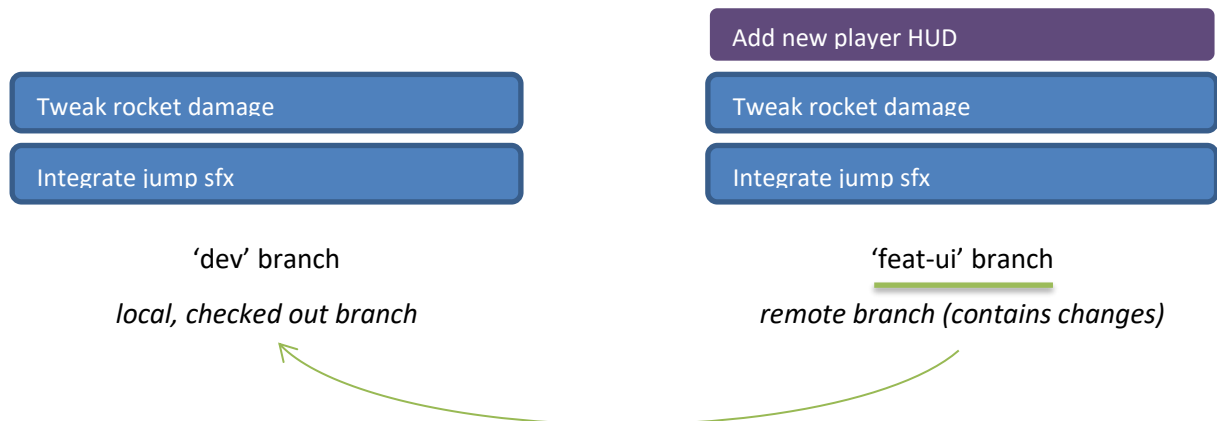 Add new player HUD
Tweak rocket damage
Tweak rocket damage
Integrate jump sfx
Integrate jump sfx
‘dev’ branch
‘feat-ui’ branch
local, checked out branch
remote branch (contains changes)